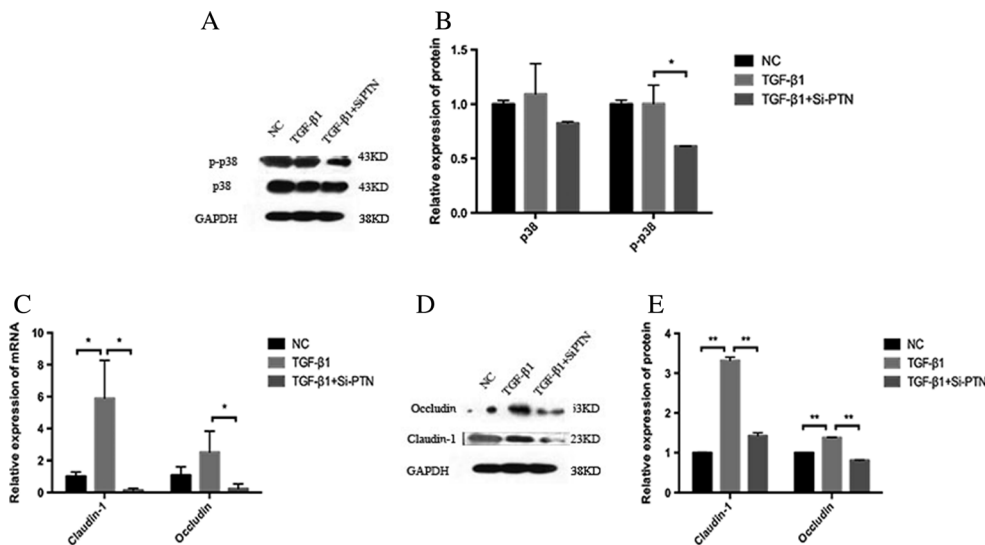 A
NC
TGF-β1
TGF-β1+SiPTN
p-p38
43KD
p38
43KD
GAPDH
38KD
B
Relative expression of protein
1.5
1.0
0.5
0.0
p38
p-p38
*
NC
TGF-β1
TGF-β1+Si-PTN
C
Relative expression of mRNA
10
8
6
4
2
0
* *
*
Claudin-1
Occludin
NC
TGF-β1
TGF-β1+Si-PTN
D
NC
TGF-β1
TGF-β1+SiPTN
Occludin
53KD
Claudin-1
23KD
GAPDH
38KD
E
Relative expression of protein
4
3
2
1
0
** **
** **
Claudin-1
Occludin
NC
TGF-β1
TGF-β1+Si-PTN